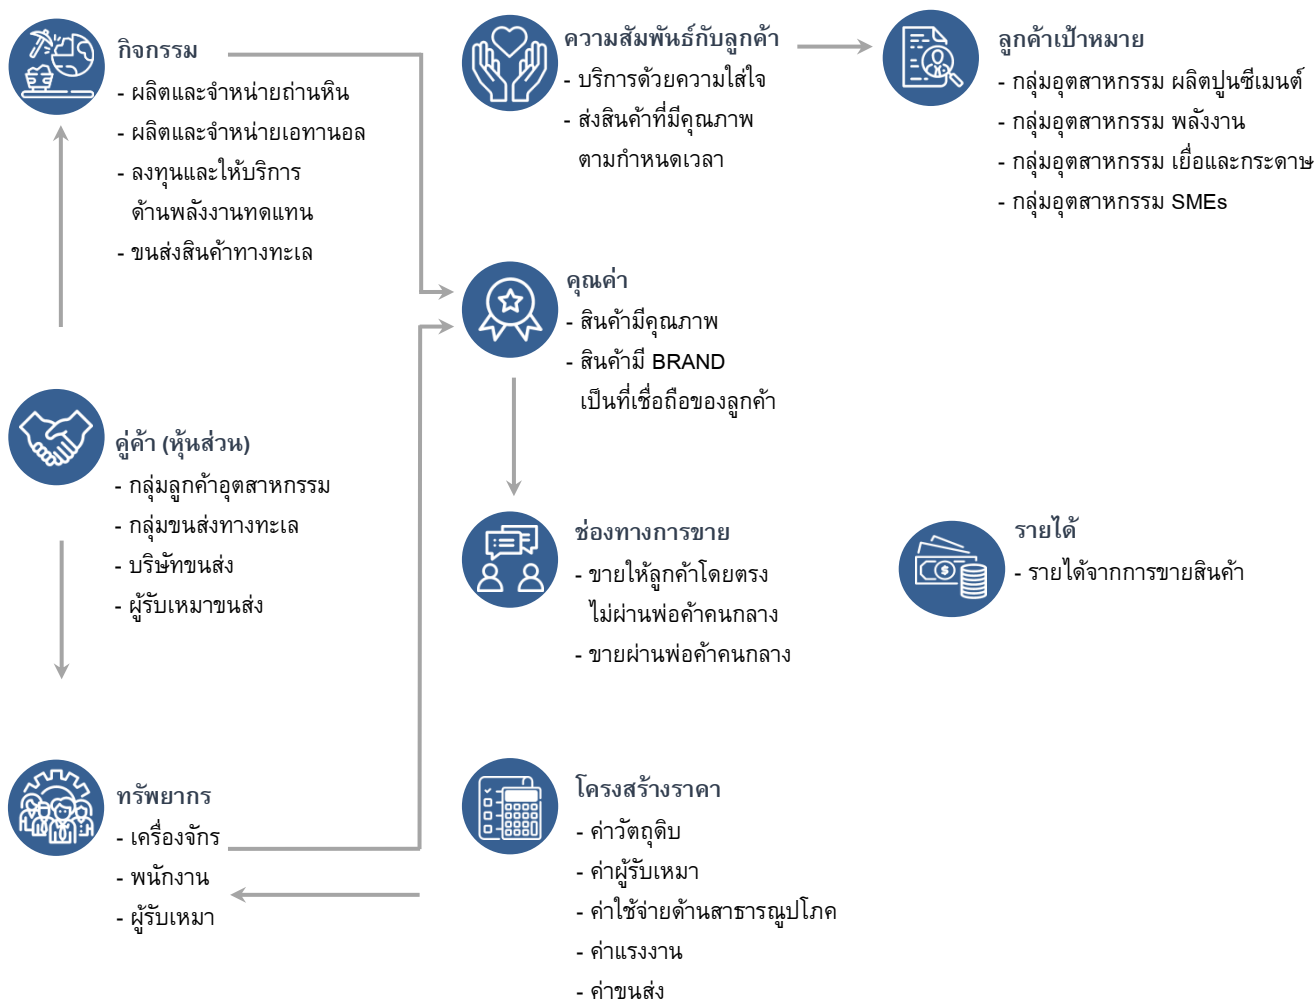 กิจกรรม
- ผลิตและจำหน่ายถ่านหิน
- ผลิตและจำหน่ายเอทานอล
- ลงทุนและให้บริการ
ด้านพลังงานทดแทน
- ขนส่งสินค้าทางทะเล
ความสัมพันธ์กับลูกค้า
- บริการด้วยความใส่ใจ
- ส่งสินค้าที่มีคุณภาพ
ตามกำหนดเวลา
ลูกค้าเป้าหมาย
- กลุ่มอุตสาหกรรม ผลิตปูนซีเมนต์
- กลุ่มอุตสาหกรรม พลังงาน
- กลุ่มอุตสาหกรรม เยื่อและกระดาษ
- กลุ่มอุตสาหกรรม SMEs
คุณค่า
- สินค้ามีคุณภาพ
- สินค้ามี BRAND
เป็นที่เชื่อถือของลูกค้า
คู่ค้า (หุ้นส่วน)
- กลุ่มลูกค้าอุตสาหกรรม
- กลุ่มขนส่งทางทะเล
- บริษัทขนส่ง
- ผู้รับเหมาขนส่ง
ช่องทางการขาย
- ขายให้ลูกค้าโดยตรง
ไม่ผ่านพ่อค้าคนกลาง
- ขายผ่านพ่อค้าคนกลาง
รายได้
- รายได้จากการขายสินค้า
ทรัพยากร
- เครื่องจักร
- พนักงาน
- ผู้รับเหมา
โครงสร้างราคา
- ค่าวัตถุดิบ
- ค่าผู้รับเหมา
- ค่าใช้จ่ายด้านสาธารณูปโภค
- ค่าแรงงาน
- ค่าขนส่ง